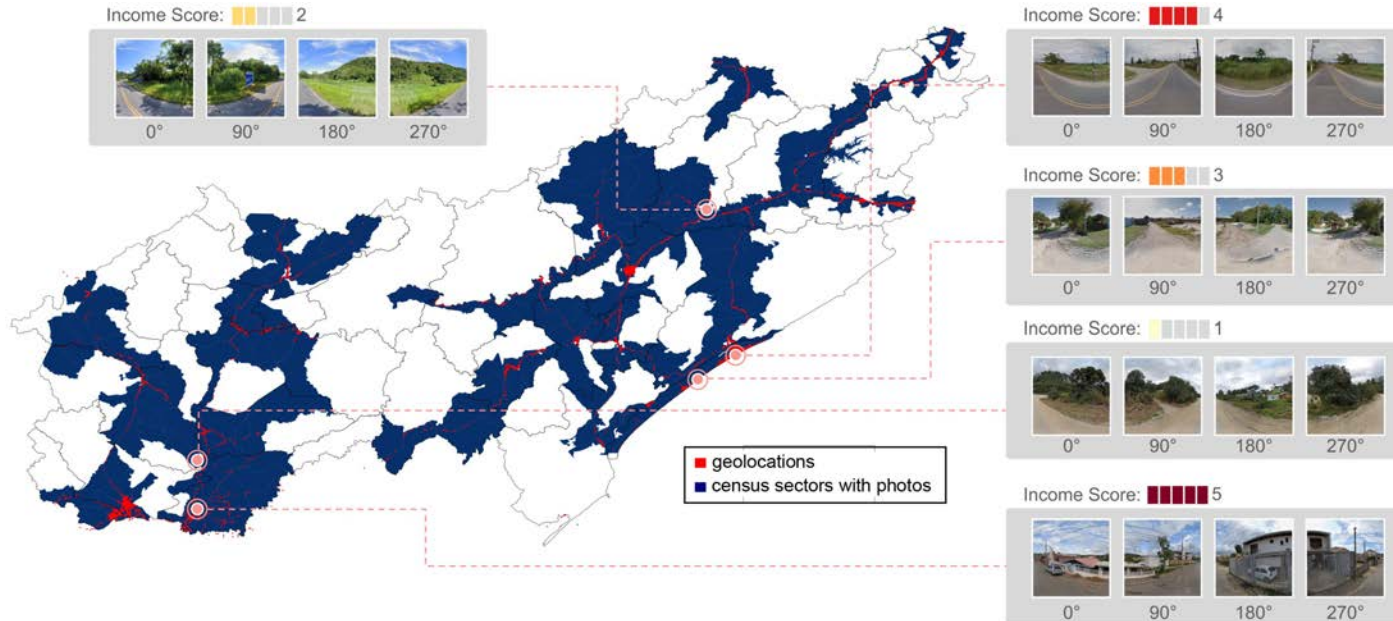 Income Score: 2
0° 90° 180° 270°
Income Score: 4
0° 90° 180° 270°
Income Score: 3
0° 90° 180° 270°
Income Score: 1
0° 90° 180° 270°
geolocations
census sectors with photos
Income Score: 5
0° 90° 180° 270°